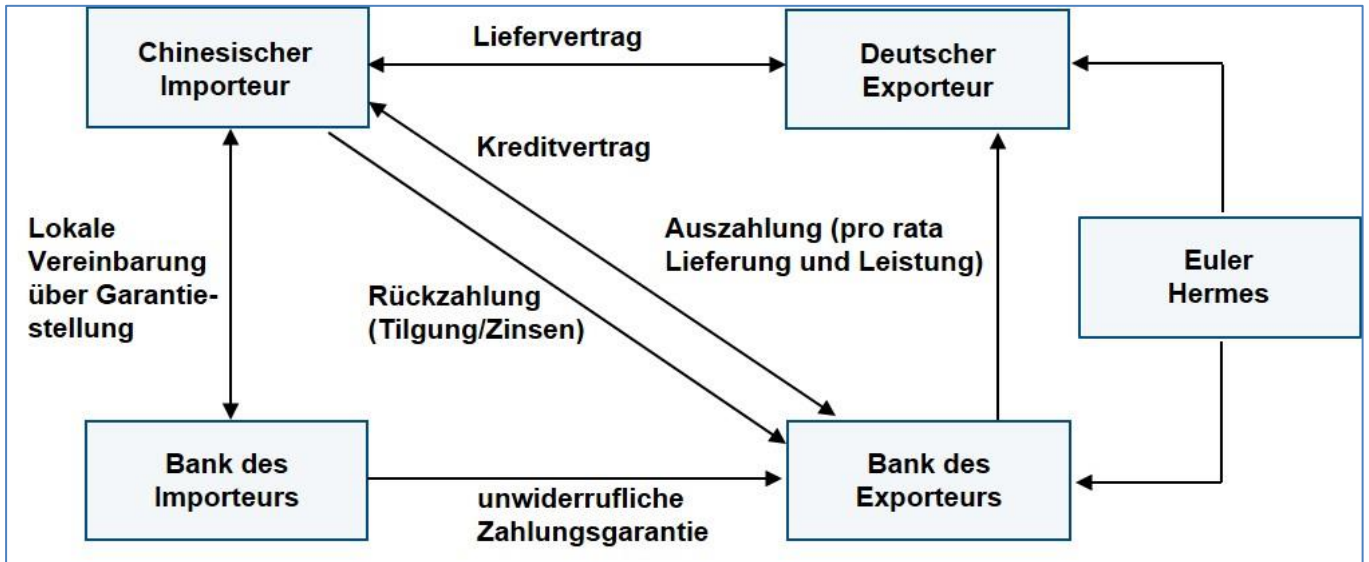 Chinesischer
Importeur
Liefervertrag
Deutscher
Exporteur
Kreditvertrag
Lokale
Vereinbarung
über Garantie-
stellung
Rückzahlung
(Tilgung/Zinsen)
Auszahlung (pro rata
Lieferung und Leistung)
Euler
Hermes
Bank des
Importeurs
unwiderrufliche
Zahlungsgarantie
Bank des
Exporteurs